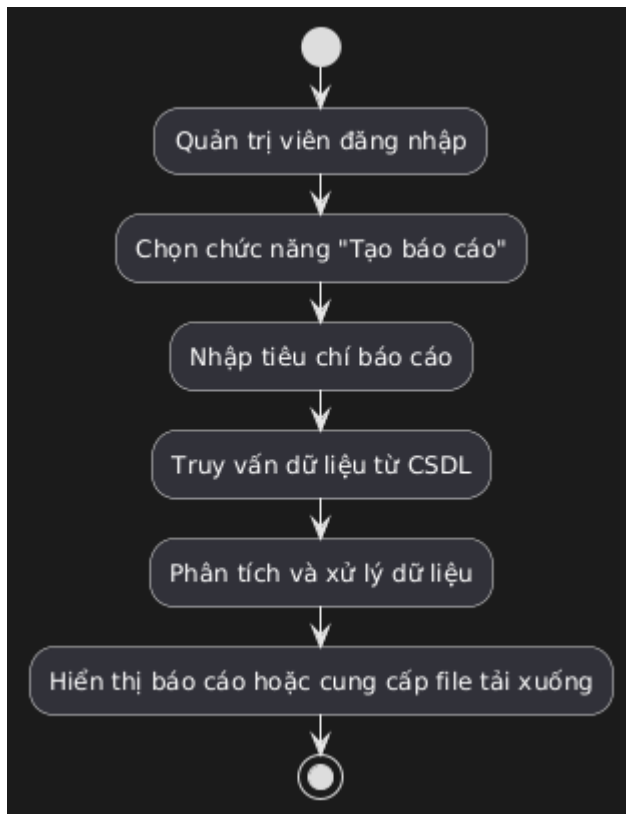 Quản trị viên đăng nhập
Chọn chức năng "Tạo báo cáo"
Nhập tiêu chí báo cáo
Truy vấn dữ liệu từ CSDL
Phân tích và xử lý dữ liệu
Hiển thị báo cáo hoặc cung cấp file tải xuống